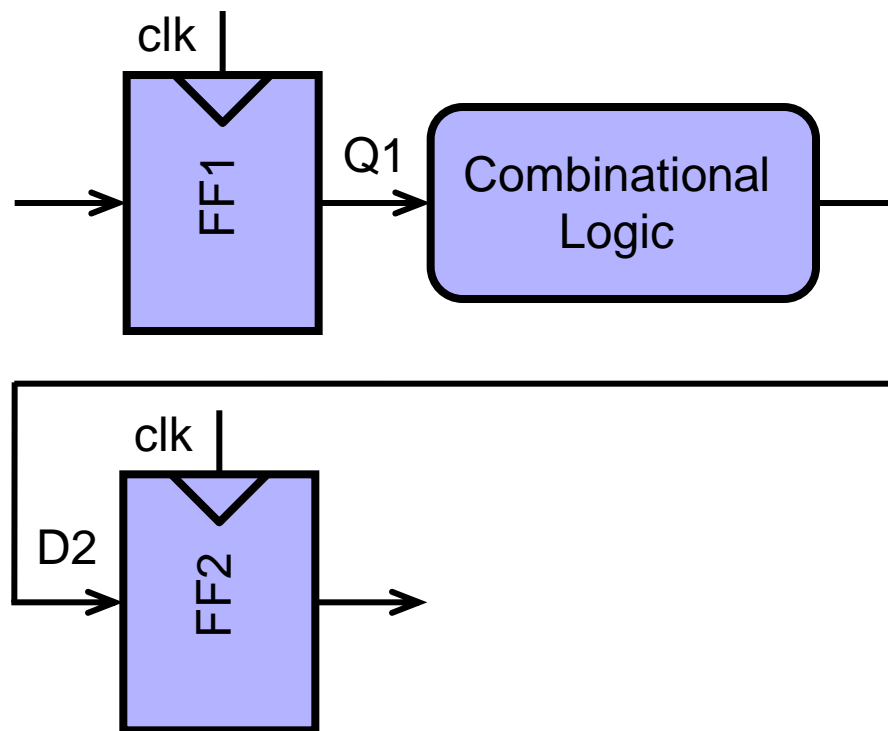 clk
FF1
Q1
Combinational
Logic
clk
D2
FF2